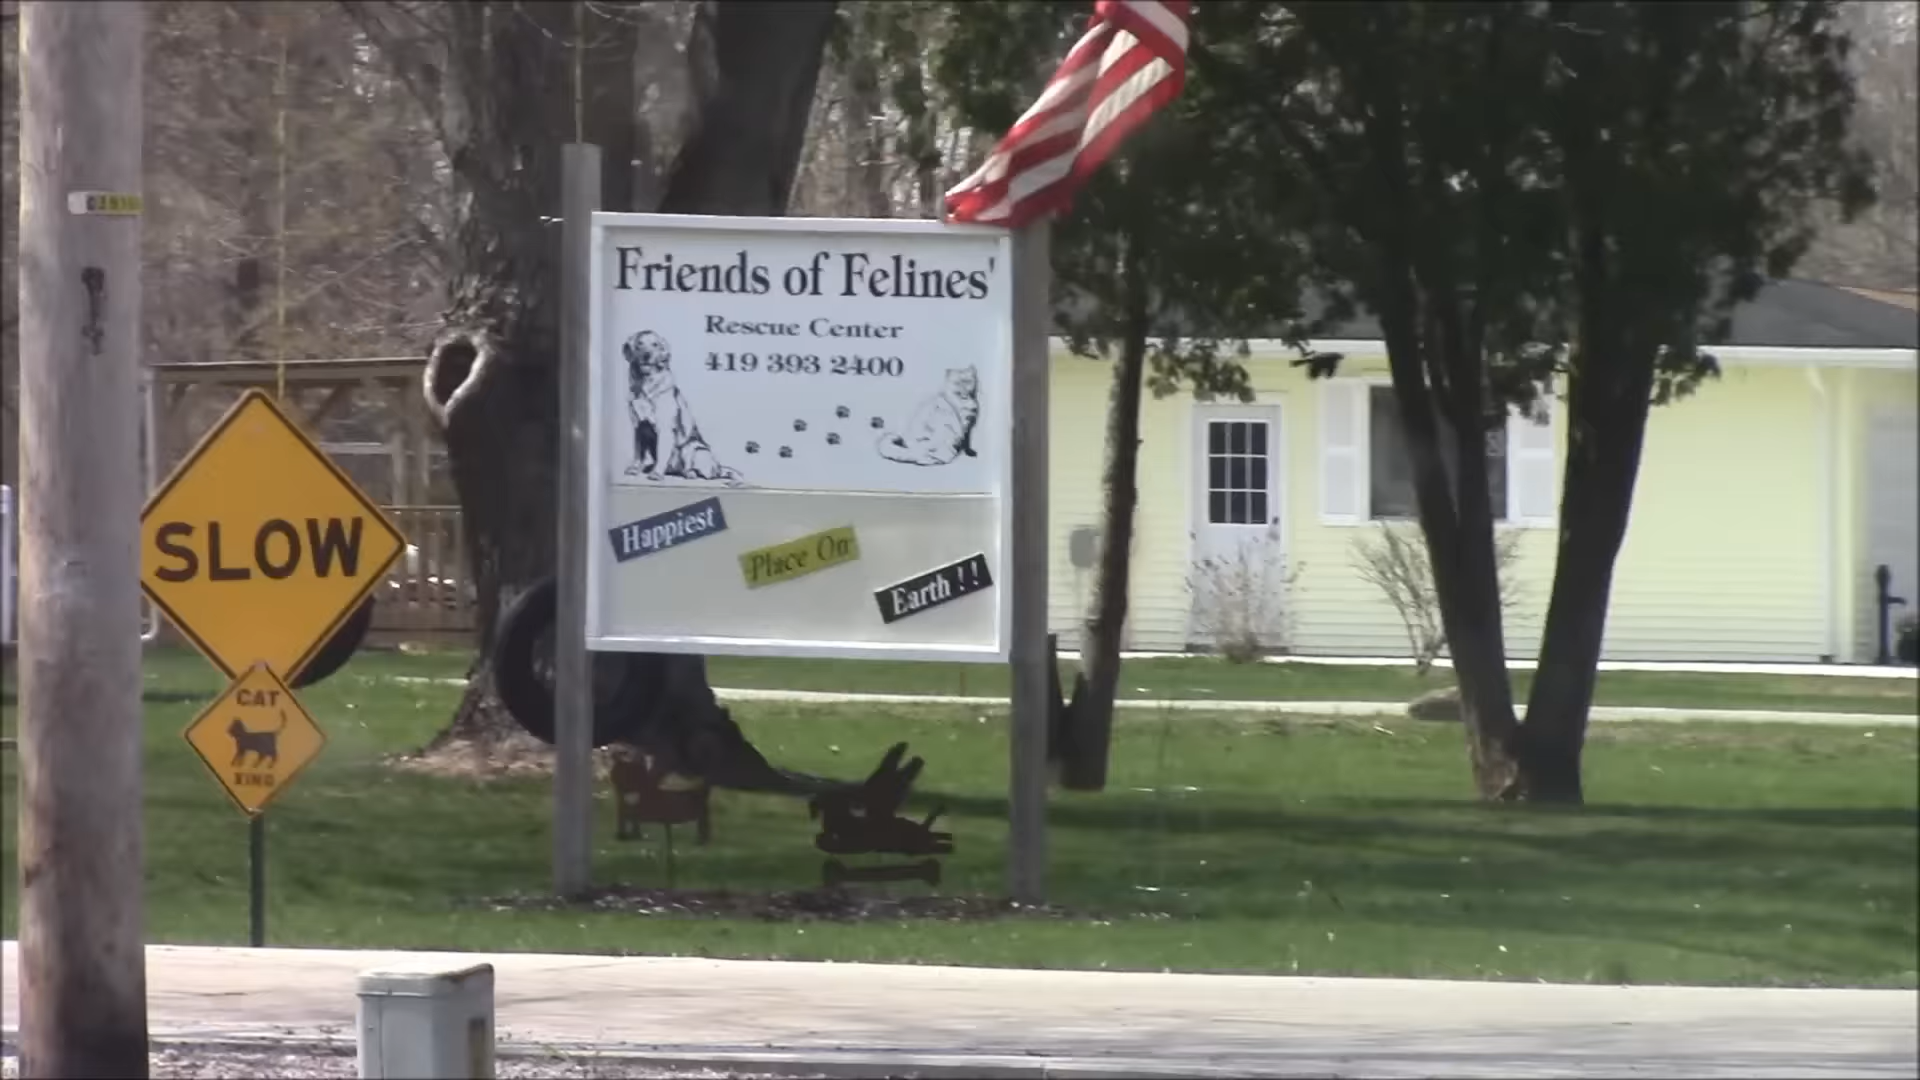 Friends of Felines'
Rescue Center
419 393 2400
Happiest
Place On
Earth !!
SLOW
CAT
XING